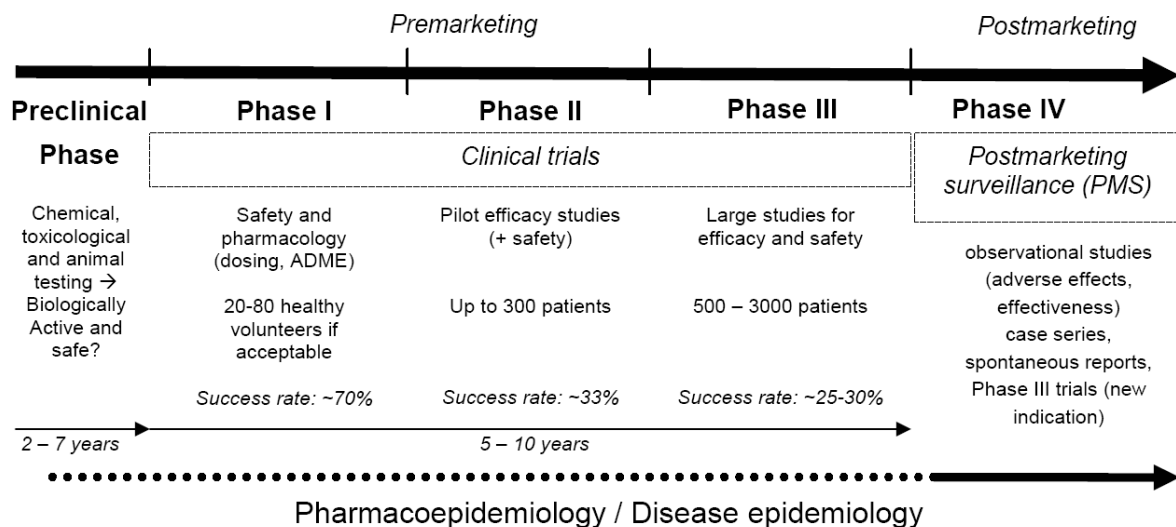 Premarketing
Postmarketing
Preclinical
Phase
Phase I
Phase II
Phase III
Phase IV
Clinical trials
Postmarketing
surveillance (PMS)
Chemical,
toxicological
and animal
testing →
Biologically
Active and
safe?
Safety and
pharmacology
(dosing, ADME)
20-80 healthy
volunteers if
acceptable
Success rate: ~70%
Pilot efficacy studies
(+ safety)
Up to 300 patients
Success rate: ~33%
Large studies for
efficacy and safety
500 – 3000 patients
Success rate: ~25-30%
observational studies
(adverse effects,
effectiveness)
case series,
spontaneous reports,
Phase III trials (new
indication)
2 – 7 years
5 – 10 years
Pharmacoepidemiology / Disease epidemiology